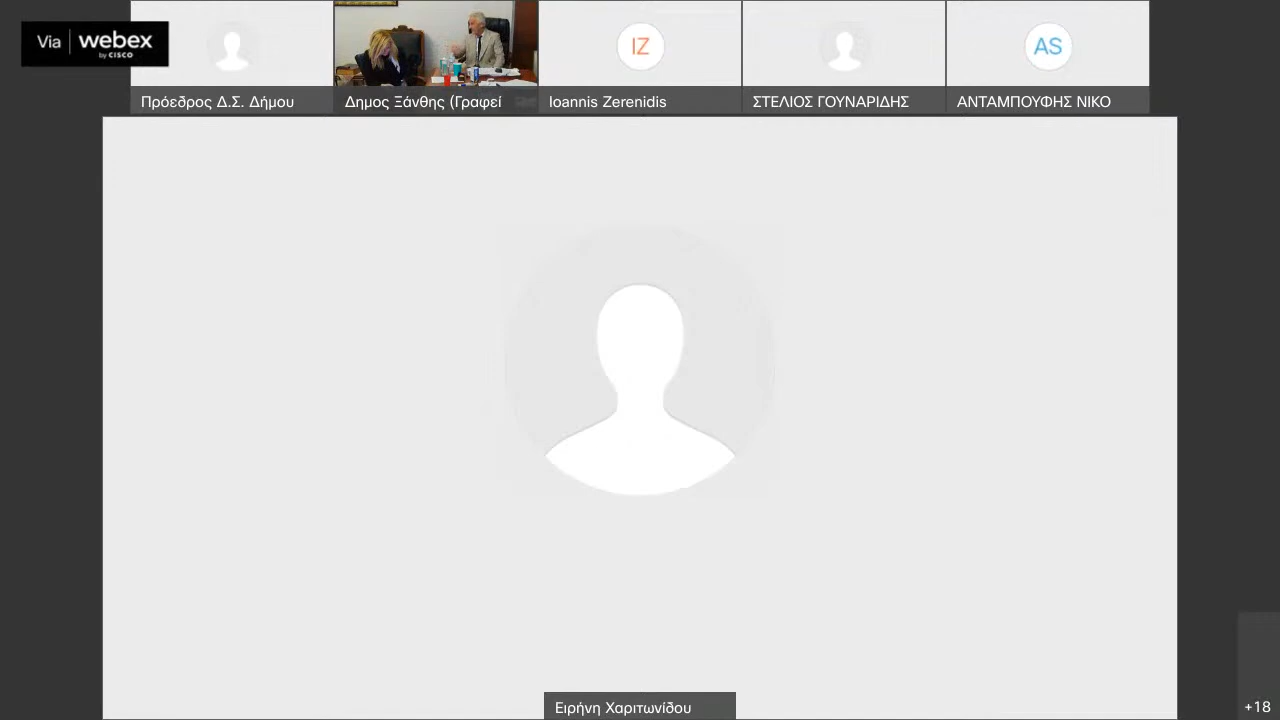 Via webex
by CISCO
Πρόεδρος Δ.Σ. Δήμου
Δημος Ξάνθης (Γραφεί
IZ
Ioannis Zerenidis
ΣΤΕΛΙΟΣ ΓΟΥΝΑΡΙΔΗΣ
AS
ΑΝΤΑΜΠΟΥΦΗΣ ΝΙΚΟ
Ειρήνη Χαριτωνίδου
+18